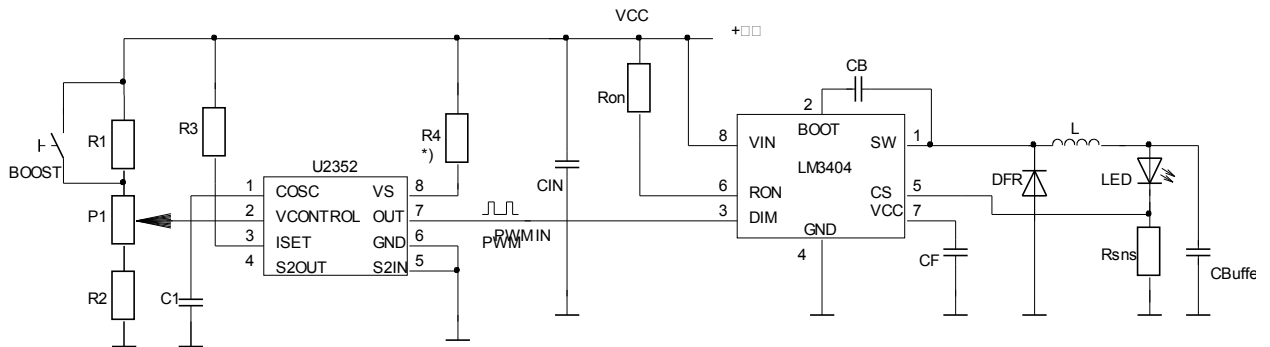 VCC
+□□
CB
Ron
2
BOOT
R1
R3
R4
*)
8
VIN
SW
1
L
BOOST
U2352
CIN
LM3404
DFR
LED
1
COSC
VS
8
6
RON
CS
5
P1
2
VCONTROL
OUT
7
PWMIN
PWM
3
DIM
VCC
7
3
ISET
GND
6
GND
4
S2OUT
S2IN
5
4
CF
Rsns
R2
C1
CBuffe